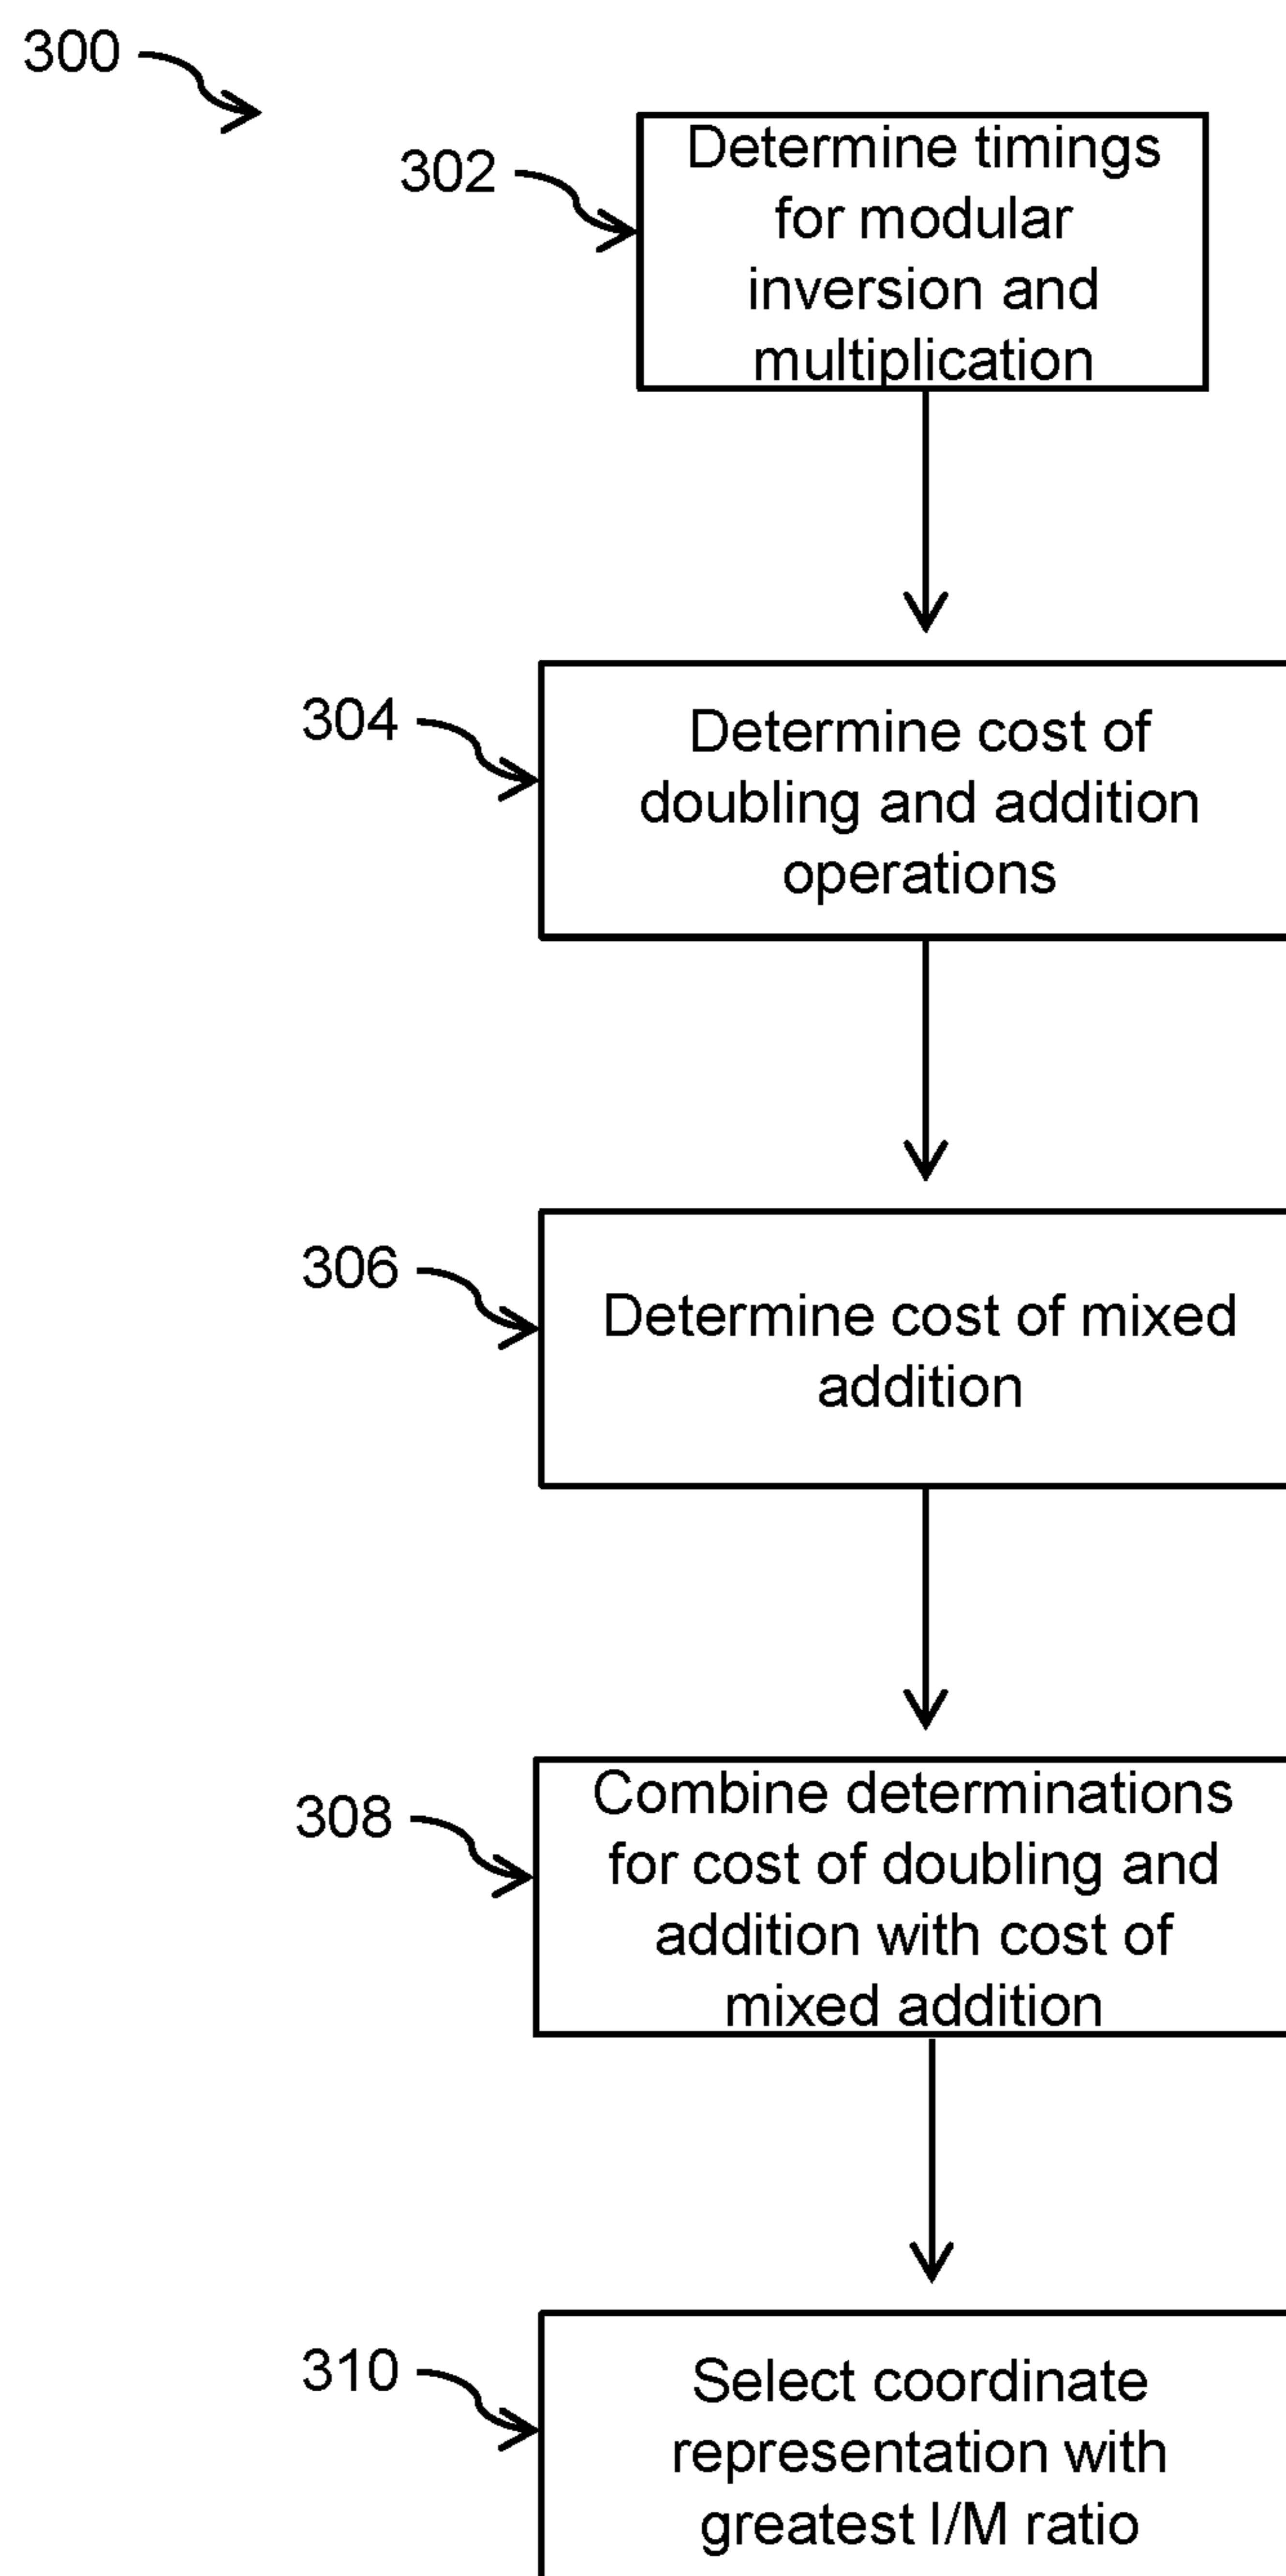 300
302
Determine timings
for modular
inversion and
multiplication
304
Determine cost of
doubling and addition
operations
306
Determine cost of mixed
addition
308
Combine determinations
for cost of doubling and
addition with cost of
mixed addition
310
Select coordinate
representation with
greatest I/M ratio